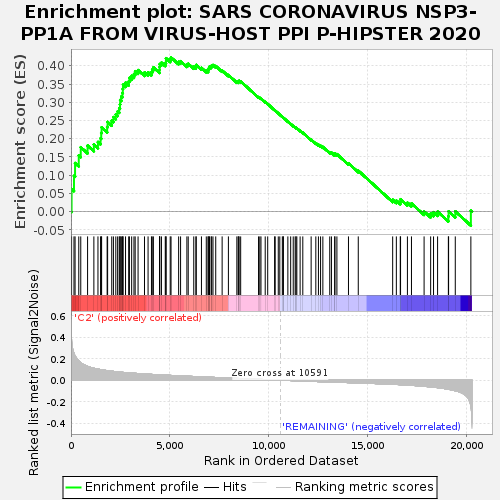 Enrichment plot: SARS CORONAVIRUS NSP3-
PP1A FROM VIRUS-HOST PPI P-HIPSTER 2020
Enrichment score (ES)
0.40
0.35
0.30
0.25
0.20
0.15
0.10
0.05
0.00
-0.05
'C2' (positively correlated)
Ranked list metric (Signal2Noise)
0.6
0.4
0.2
0.0
-0.2
-0.4
Zero cross at 10591
'REMAINING' (negatively correlated)
0
5,000
10,000
15,000
20,000
Rank in Ordered Dataset
Enrichment profile
Hits
Ranking metric scores